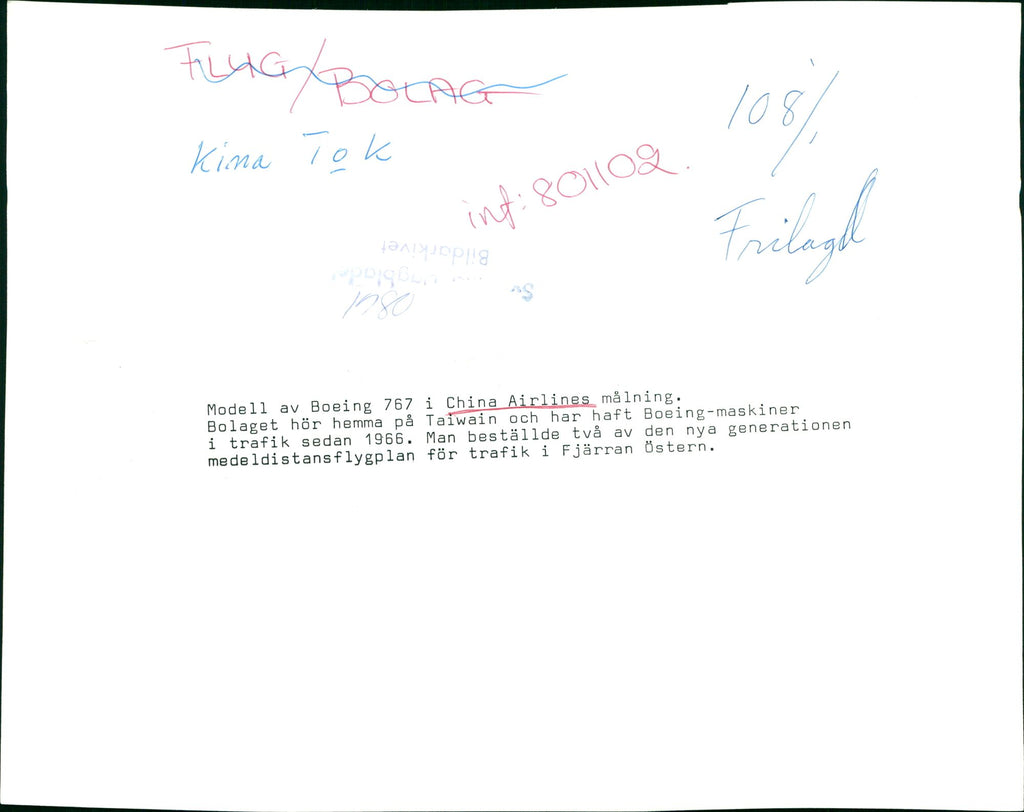 FLYG/BOLAG
Kina Tok
108/,
inf: 801102.
Frilagd
Bildarkivet
Sv
1980
Modell av Boeing 767 i China Airlines målning.
Bolaget hör hemma på Taiwain och har haft Boeing-maskiner
i trafik sedan 1966. Man beställde två av den nya generationen
medeldistansflygplan för trafik i Fjärran Östern.